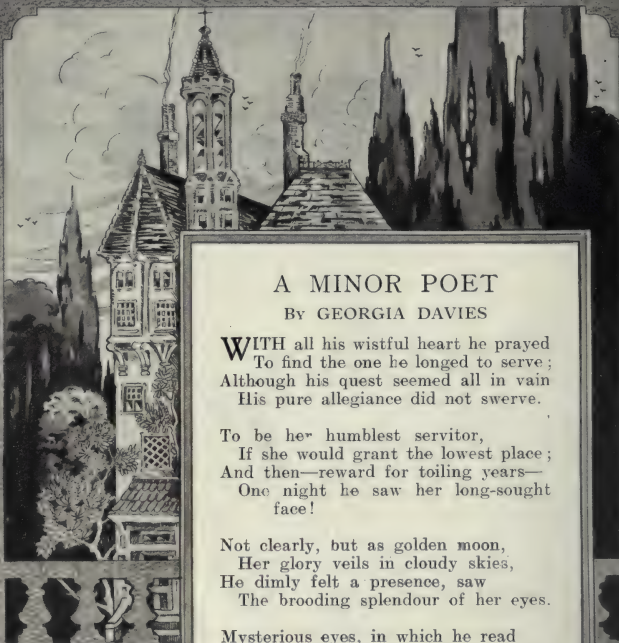 A MINOR POET
By GEORGIA DAVIES
WITH all his wistful heart he prayed
To find the one he longed to serve;
Although his quest seemed all in vain
His pure allegiance did not swerve.
To be her humblest servitor,
If she would grant the lowest place;
And then—reward for toiling years—
One night he saw her long-sought
face!
Not clearly, but as golden moon,
Her glory veils in cloudy skies,
He dimly felt a presence, saw
The brooding splendour of her eyes.
Mysterious eyes, in which he read